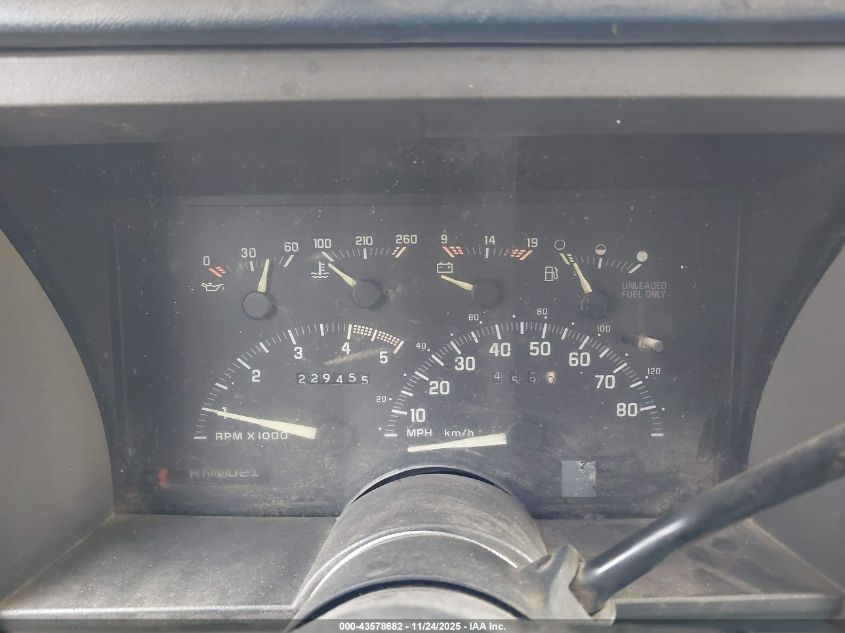 0 30 60
100 210 260
9 14 19
UNLEADED
FUEL ONLY
1 2 3 4 5
22945
RPM X1000
10 20 30 40 50 60 70 80
20 40 60 80 100 120
MPH km/h
000-43578682 - 11/24/2025 - IAA Inc.